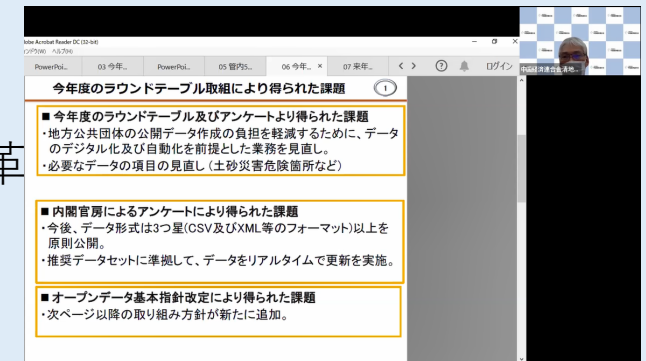 Adobe Acrobat Reader DC (32-bit)
ンドウ(W) ヘルプ(H)
PowerPoi...
03 今年...
PowerPoi...
05 管内S...
06 今年... ×
07 来年...
ログイン
今年度のラウンドテーブル取組により得られた課題 1
■今年度のラウンドテーブル及びアンケートより得られた課題
・地方公共団体の公開データ作成の負担を軽減するために、データ
のデジタル化及び自動化を前提とした業務を見直し。
・必要なデータの項目の見直し(土砂災害危険箇所など)
■内閣官房によるアンケートにより得られた課題
・今後、データ形式は3つ星(CSV及びXML等のフォーマット)以上を
原則公開。
・推奨データセットに準拠して、データをリアルタイムで更新を実施。
■オープンデータ基本指針改定により得られた課題
・次ページ以降の取り組み方針が新たに追加。
革